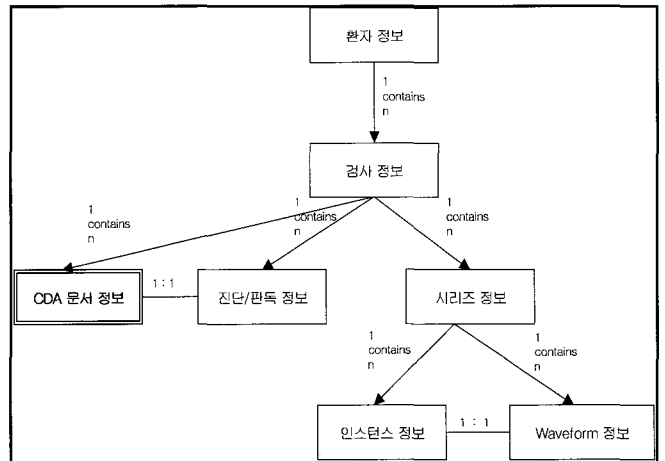 환자 정보
1
contains
n
검사 정보
1
contains
n
1
contains
n
1
contains
n
CDA 문서 정보
1 : 1
진단/판독 정보
시리즈 정보
1
contains
n
1
contains
n
인스턴스 정보
1 : 1
Waveform 정보